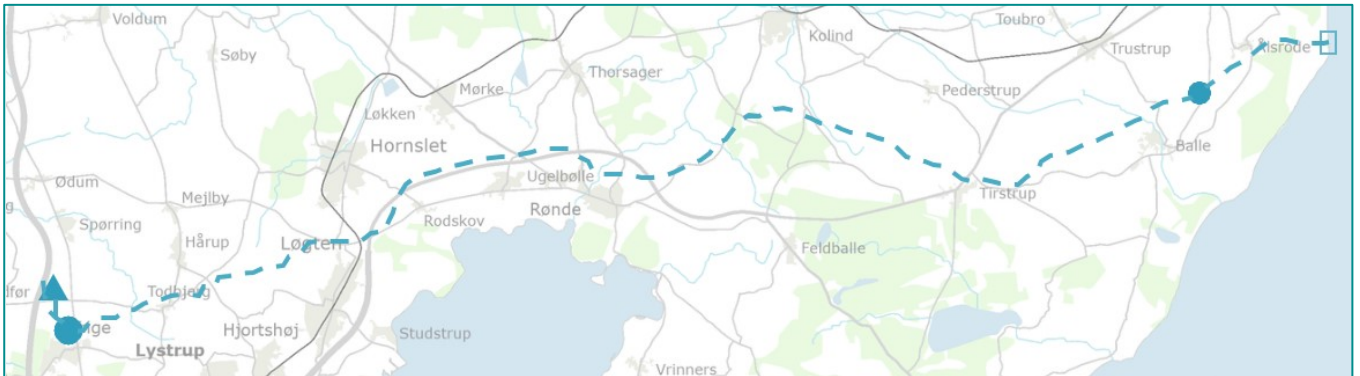 Voldum
Toubro
Kolind
Ålsrode
Søby
Trustrup
Thorsager
Mørke
Pederstrup
Løkken
Hornslet
Balle
Ødum
Ugelbølle
Mejlby
Tirstrup
Rønde
Rodskov
Spørring
Hårup
Løgten
Feldballe
Todbjerg
Hjortshøj
Studstrup
Lystrup
Vrinners